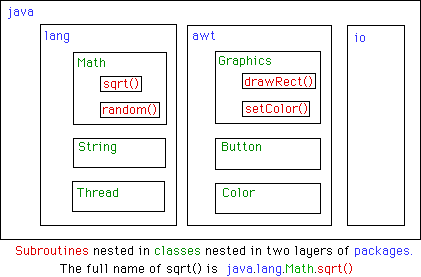 java
lang
Math
sqrt()
random()
String
Thread
awt
Graphics
drawRect()
setColor()
Button
Color
io
Subroutines nested in classes nested in two layers of packages.
The full name of sqrt() is java.lang.Math.sqrt()